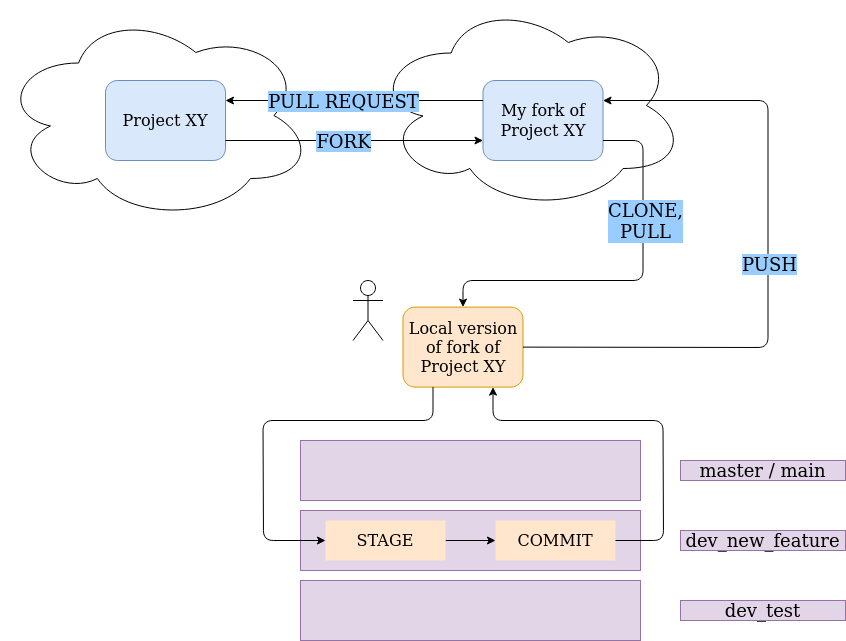 PULL REQUEST
Project XY
My fork of
Project XY
FORK
CLONE,
PULL
PUSH
Local version
of fork of
Project XY
master / main
STAGE
COMMIT
dev_new_feature
dev_test